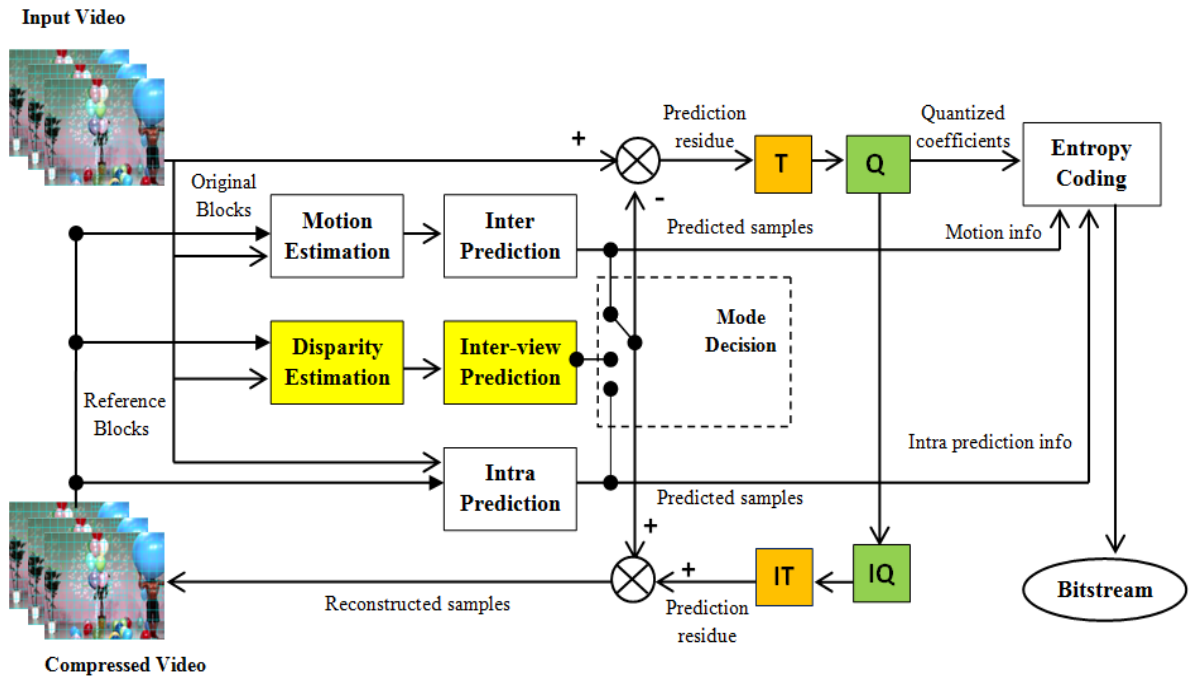 Input Video
Prediction
residue
Quantized
coefficients
+
T
Q
Entropy
Coding
Original
Blocks
-
Motion
Estimation
Inter
Prediction
Predicted samples
Motion info
Mode
Decision
Disparity
Estimation
Inter-view
Prediction
Reference
Blocks
Intra prediction info
Intra
Prediction
Predicted samples
+
+
IT
IQ
Bitstream
Reconstructed samples
Prediction
residue
Compressed Video